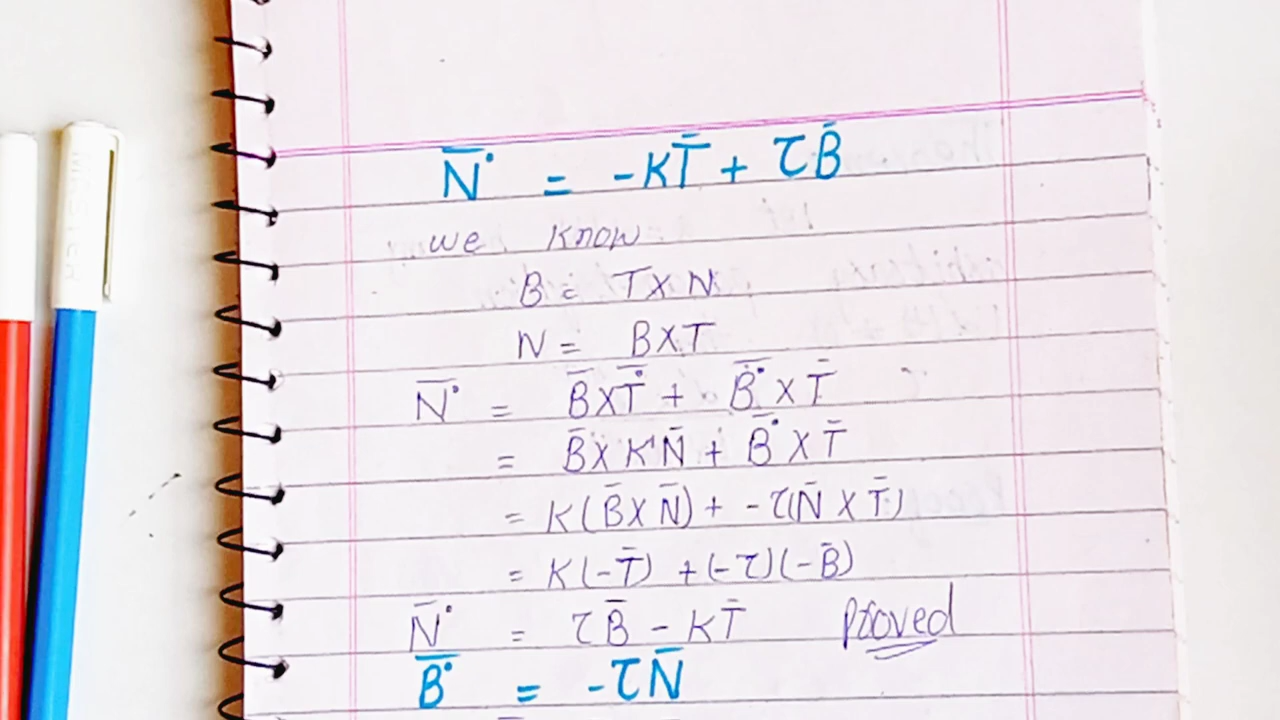 N̄˙ = -KT̄ + τB̄
we know
B = T×N
N = B×T
N̄˙ = B̄×T̄˙ + B̄˙×T̄
= B̄×KN̄ + B̄˙×T̄
= K(B̄×N̄) + -τ(N̄×T̄)
= K(-T̄) +(-τ)(-B̄)
N̄˙ = τB̄ - KT̄ Proved
B̄˙ = -τN̄